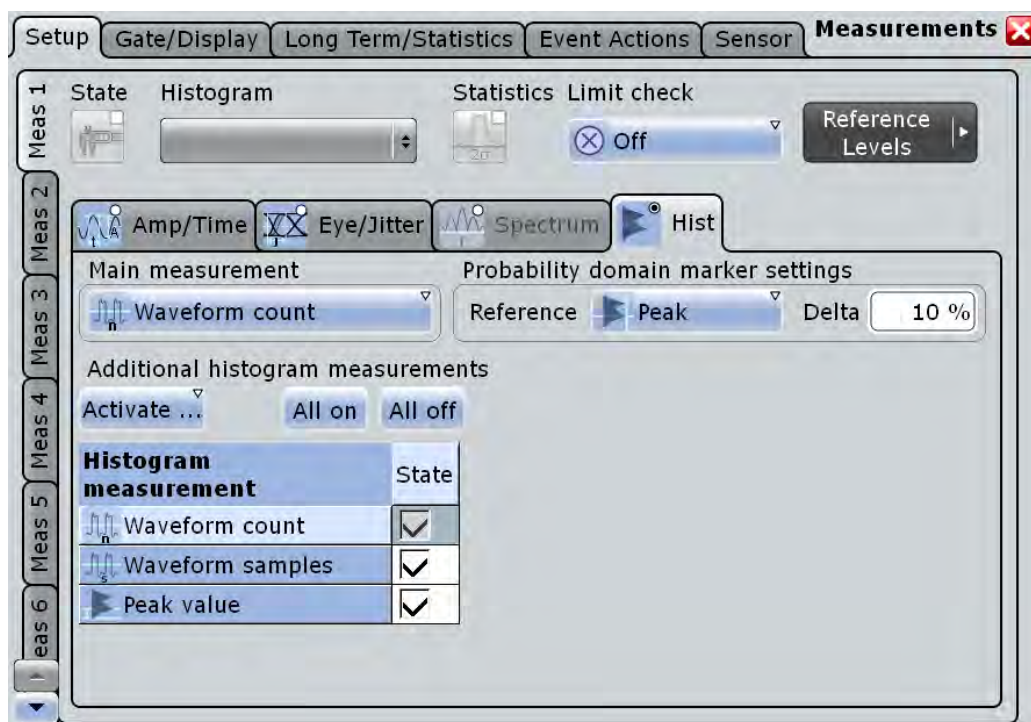 Setup Gate/Display Long Term/Statistics Event Actions Sensor Measurements
Meas 1
Meas 2
Meas 3
Meas 4
Meas 5
eas 6
State Histogram Statistics Limit check
2σ
Off
Reference
Levels
Amp/Time Eye/Jitter Spectrum Hist
Main measurement Probability domain marker settings
Waveform count Reference Peak Delta 10 %
Additional histogram measurements
Activate ... All on All off
Histogram
measurement State
Waveform count
Waveform samples
Peak value